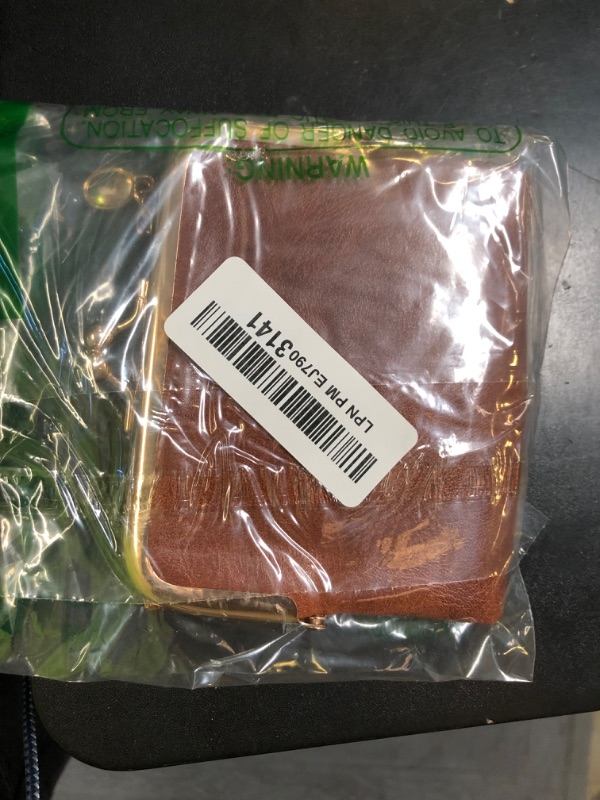 WARNING:
TO AVOID DANGER OF SUFFOCATION,
LPN PM EJ7903141